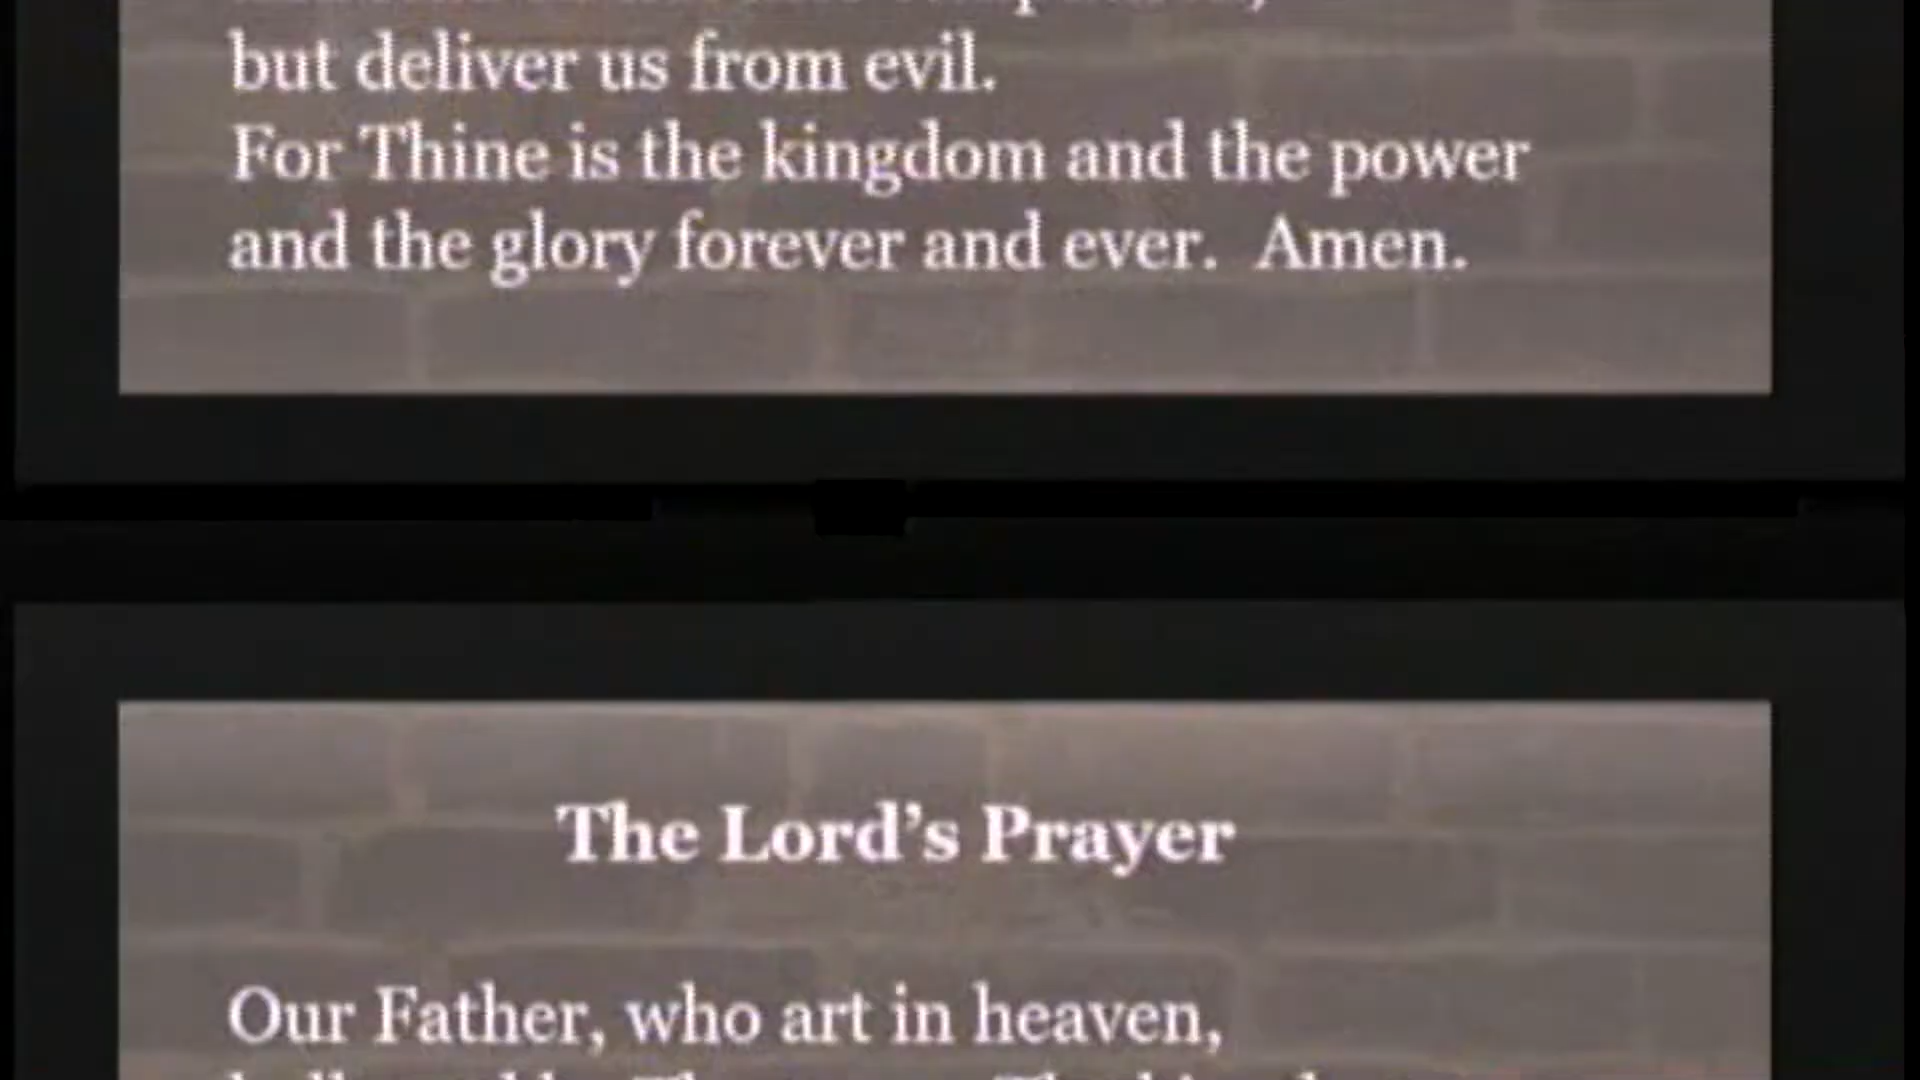 but deliver us from evil.
For Thine is the kingdom and the power
and the glory forever and ever.  Amen.
The Lord’s Prayer
Our Father, who art in heaven,